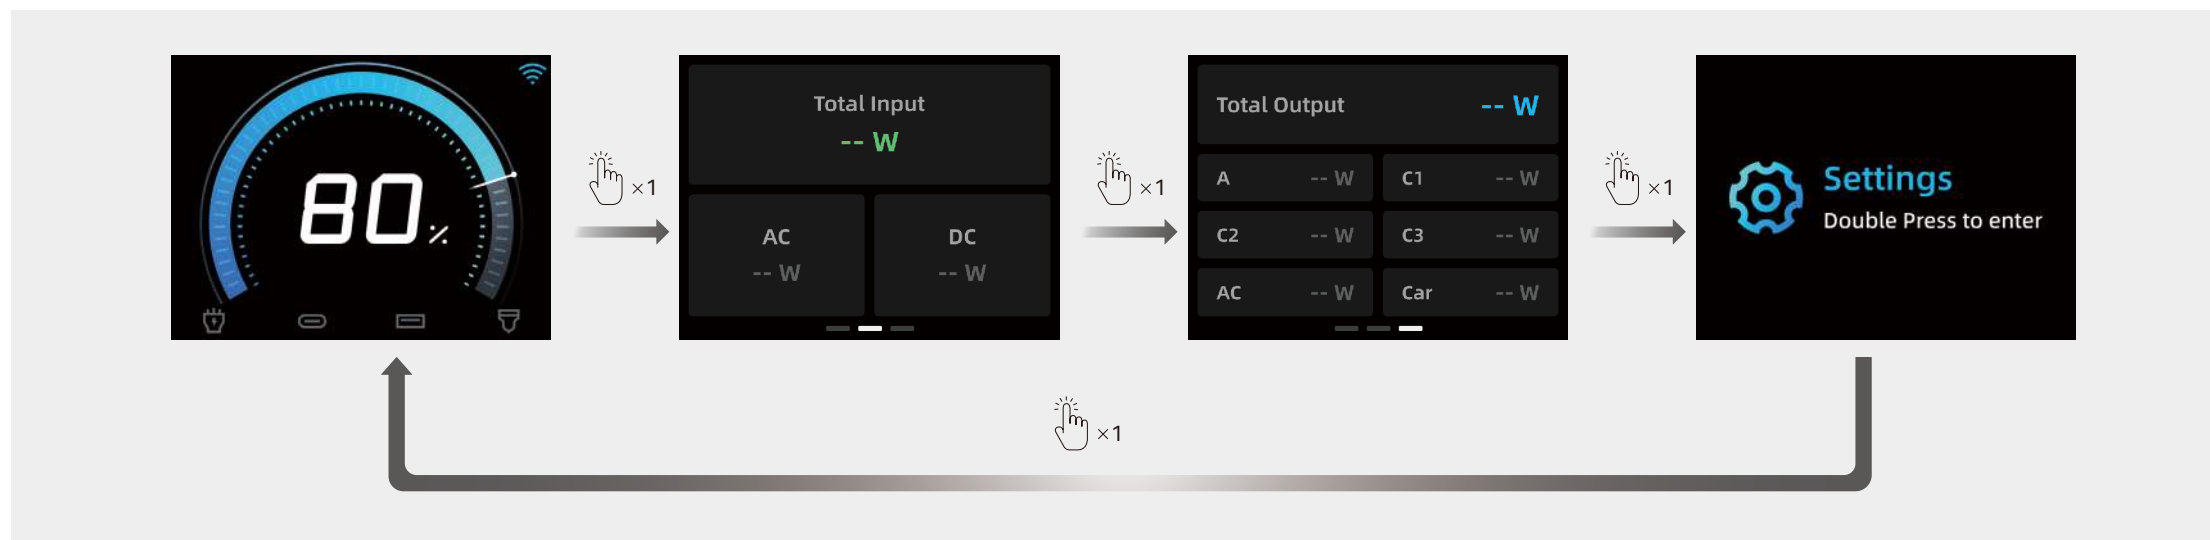 80%
×1
Total Input
-- W
AC
-- W
DC
-- W
×1
Total Output -- W
A -- W
C1 -- W
C2 -- W
C3 -- W
AC -- W
Car -- W
×1
Settings
Double Press to enter
×1